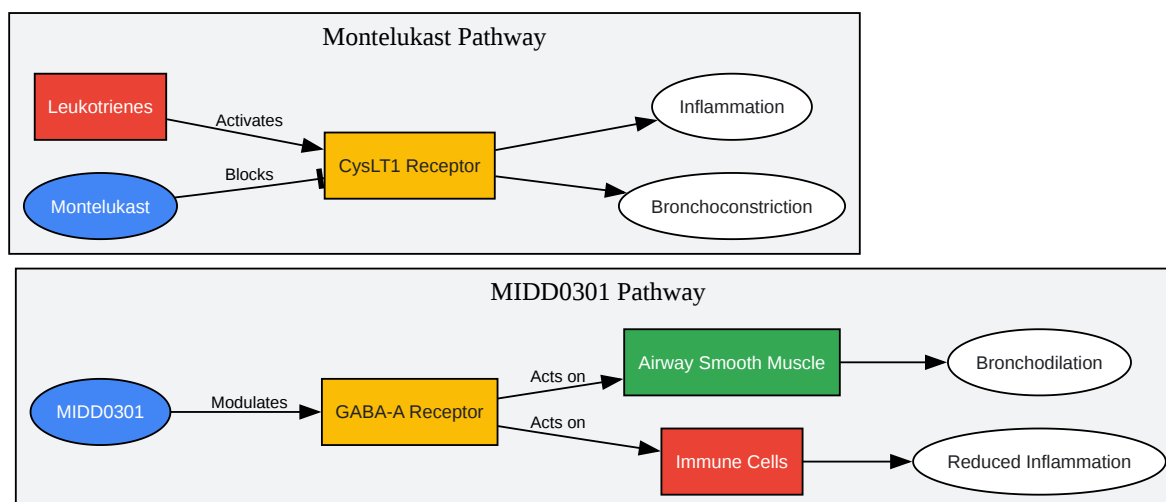 Montelukast Pathway
Leukotrienes
Activates
Inflammation
CysLT1 Receptor
Blocks
Montelukast
Bronchoconstriction
MIDD0301 Pathway
Airway Smooth Muscle
Bronchodilation
Acts on
MIDD0301
Modulates
GABA-A Receptor
Acts on
Immune Cells
Reduced Inflammation